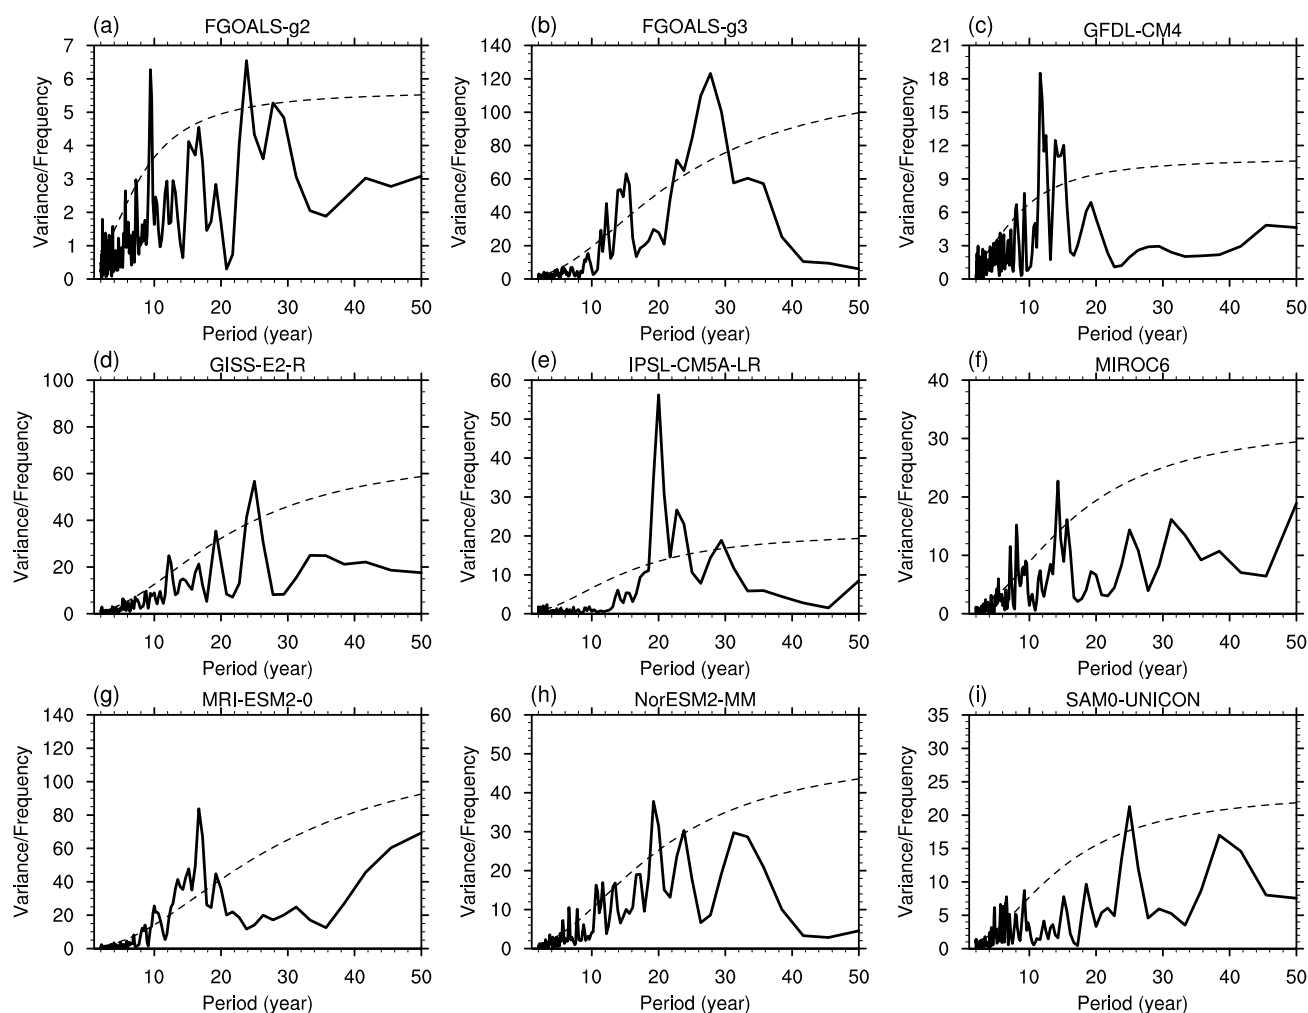 (a) FGOALS-g2
Variance/Frequency
7
6
5
4
3
2
1
0
10 20 30 40 50
Period (year)
(b) FGOALS-g3
Variance/Frequency
140
120
100
80
60
40
20
0
10 20 30 40 50
Period (year)
(c) GFDL-CM4
Variance/Frequency
21
18
15
12
9
6
3
0
10 20 30 40 50
Period (year)
(d) GISS-E2-R
Variance/Frequency
100
80
60
40
20
0
10 20 30 40 50
Period (year)
(e) IPSL-CM5A-LR
Variance/Frequency
60
50
40
30
20
10
0
10 20 30 40 50
Period (year)
(f) MIROC6
Variance/Frequency
40
30
20
10
0
10 20 30 40 50
Period (year)
(g) MRI-ESM2-0
Variance/Frequency
140
120
100
80
60
40
20
0
10 20 30 40 50
Period (year)
(h) NorESM2-MM
Variance/Frequency
60
50
40
30
20
10
0
10 20 30 40 50
Period (year)
(i) SAM0-UNICON
Variance/Frequency
35
30
25
20
15
10
5
0
10 20 30 40 50
Period (year)